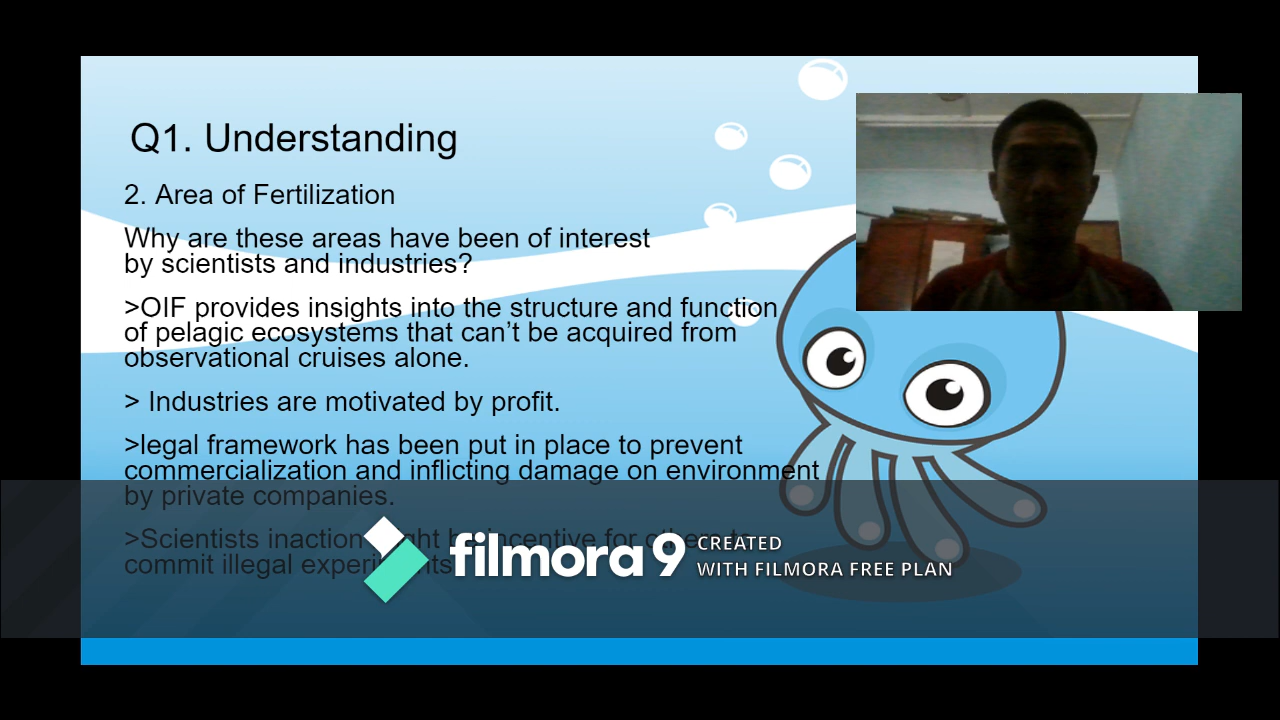 Q1. Understanding
2. Area of Fertilization
Why are these areas have been of interest
by scientists and industries?
>OIF provides insights into the structure and function
of pelagic ecosystems that can’t be acquired from
observational cruises alone.
> Industries are motivated by profit.
>legal framework has been put in place to prevent
commercialization and inflicting damage on environment
by private companies.
>Scientists inaction incentive for
commit illegal
filmora 9 CREATED
WITH FILMORA FREE PLAN